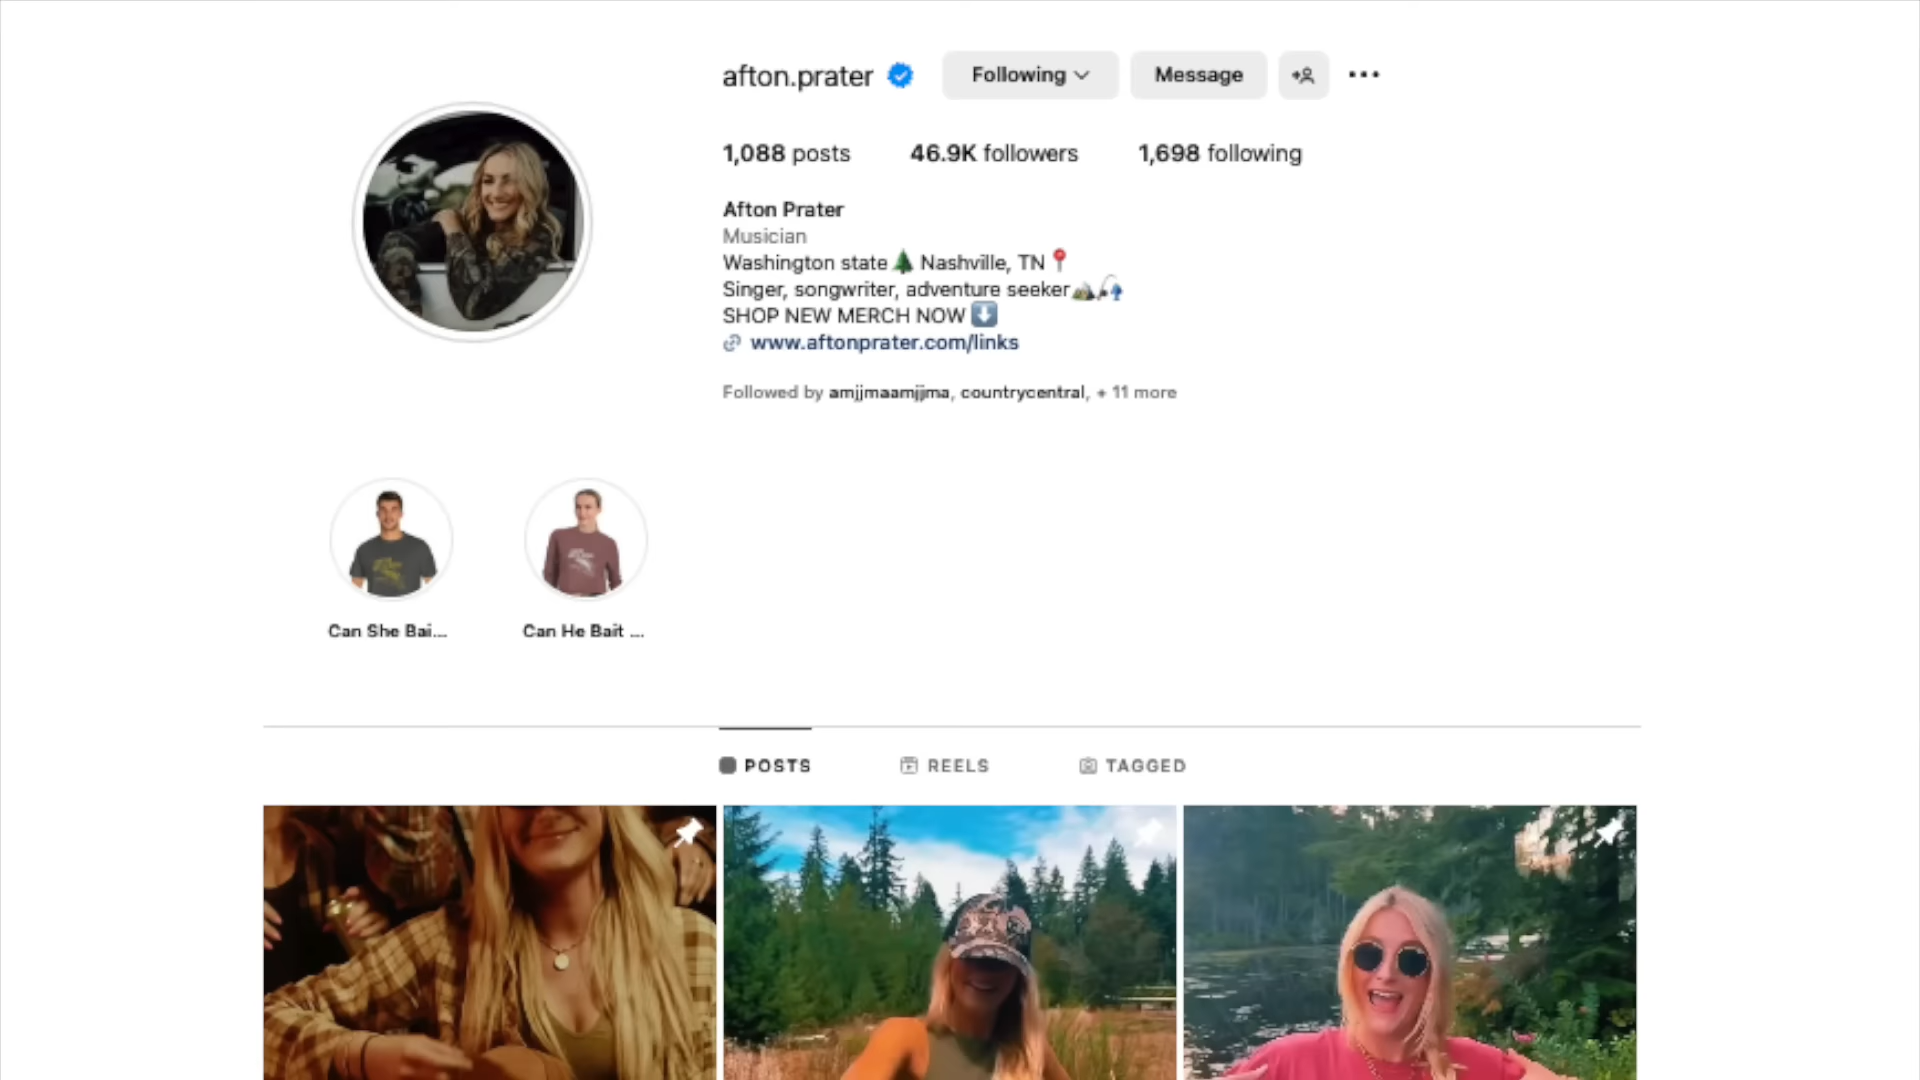 afton.prater
Following
Message
1,088 posts
46.9K followers
1,698 following
Afton Prater
Musician
Washington state🌲 Nashville, TN📍
Singer, songwriter, adventure seeker🏕️🎣
SHOP NEW MERCH NOW ⬇️
www.aftonprater.com/links
Followed by amjjmaamjjma, countrycentral, + 11 more
Can She Bai...
Can He Bait ...
POSTS
REELS
TAGGED